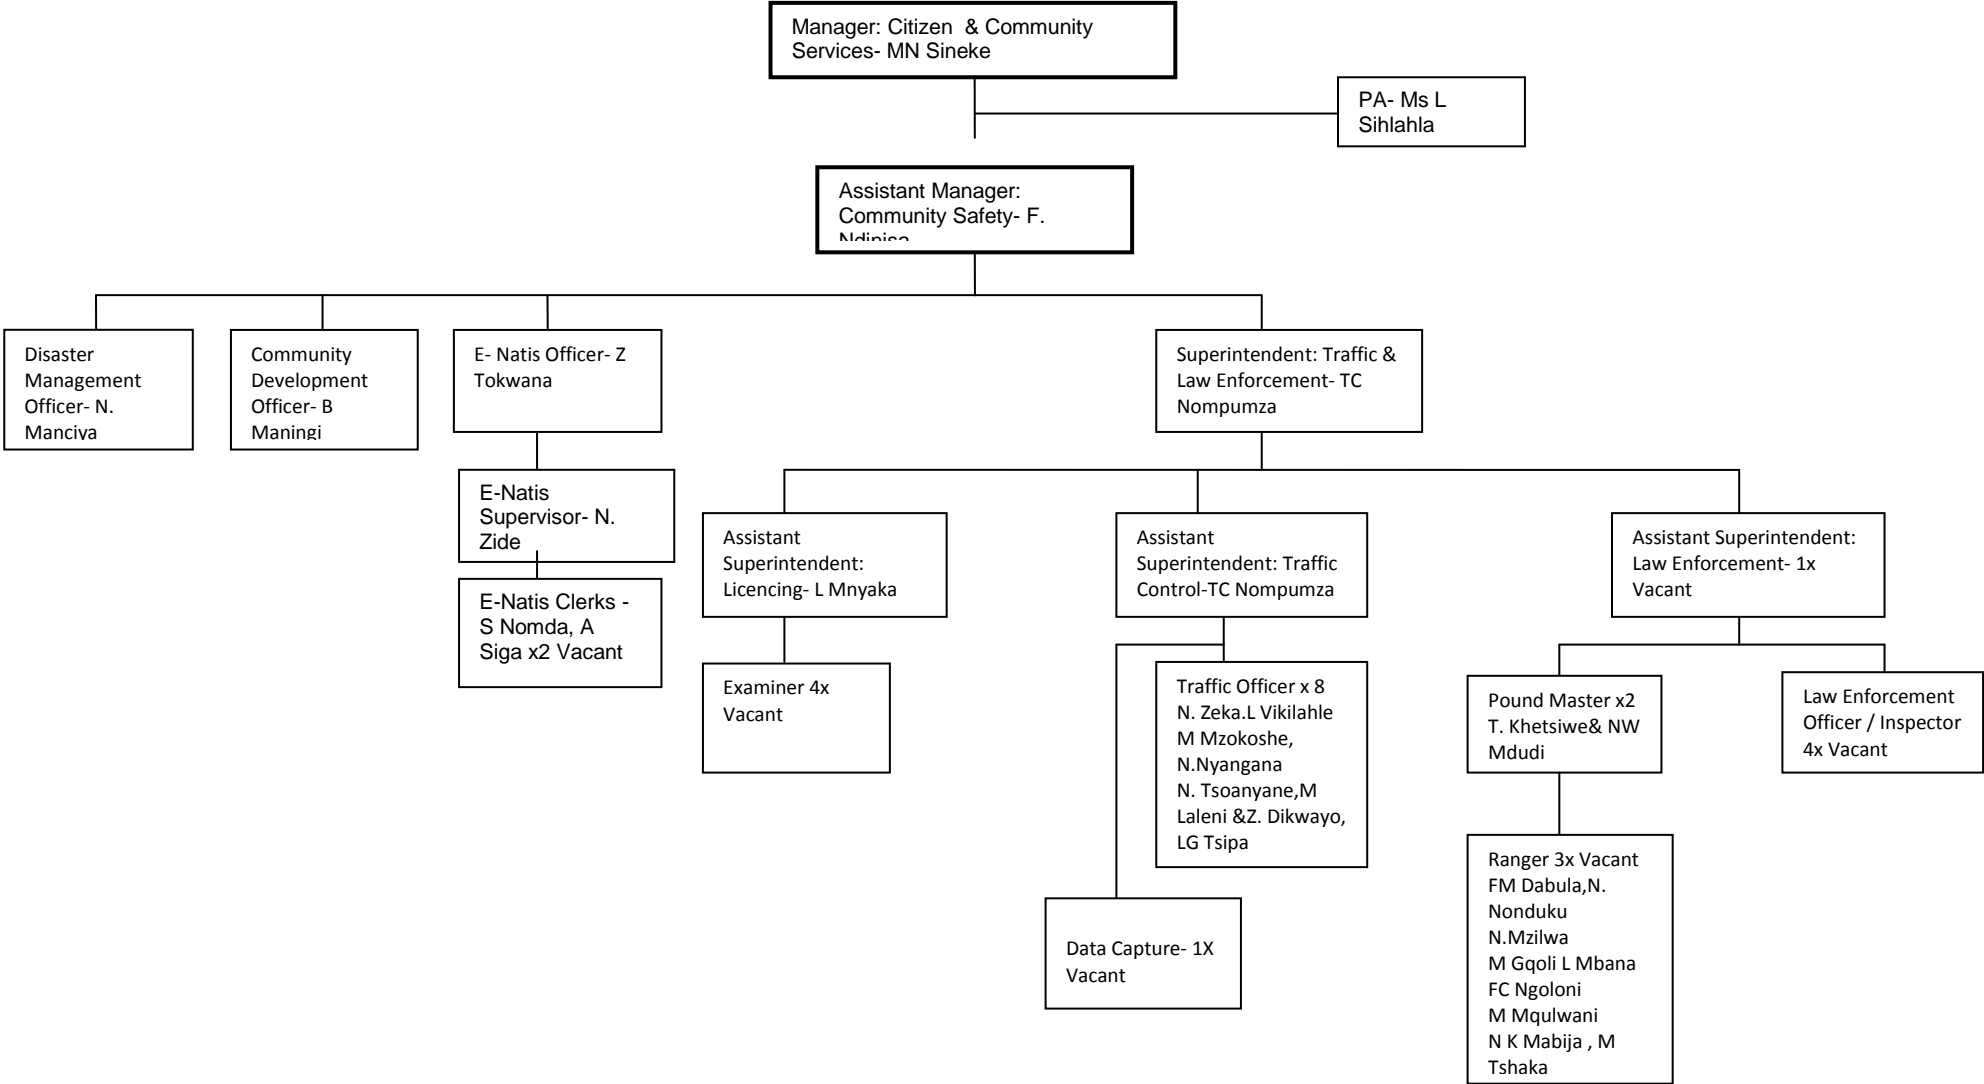 Manager: Citizen & Community
Services- MN Sineke
PA- Ms L
Sihlahla
Assistant Manager:
Community Safety- F.
Disaster
Management
Officer- N.
Manciya
Community
Development
Officer- B
Maningi
E- Natis Officer- Z
Tokwana
Superintendent: Traffic &
Law Enforcement- TC
Nompumza
E-Natis
Supervisor- N.
Zide
E-Natis Clerks -
S Nomda, A
Siga x2 Vacant
Assistant
Superintendent:
Licencing- L Mnyaka
Assistant
Superintendent: Traffic
Control-TC Nompumza
Assistant Superintendent:
Law Enforcement- 1x
Vacant
Examiner 4x
Vacant
Traffic Officer x 8
N. Zeka.L Vikilahle
M Mzokoshe,
N.Nyangana
N. Tsoanyane,M
Laleni &Z. Dikwayo,
LG Tsipa
Data Capture- 1X
Vacant
Pound Master x2
T. Khetsiwe& NW
Mdudi
Law Enforcement
Officer / Inspector
4x Vacant
Ranger 3x Vacant
FM Dabula,N.
Nonduku
N.Mzilwa
M Gqoli L Mbana
FC Ngoloni
M Mqulwani
N K Mabija , M
Tshaka